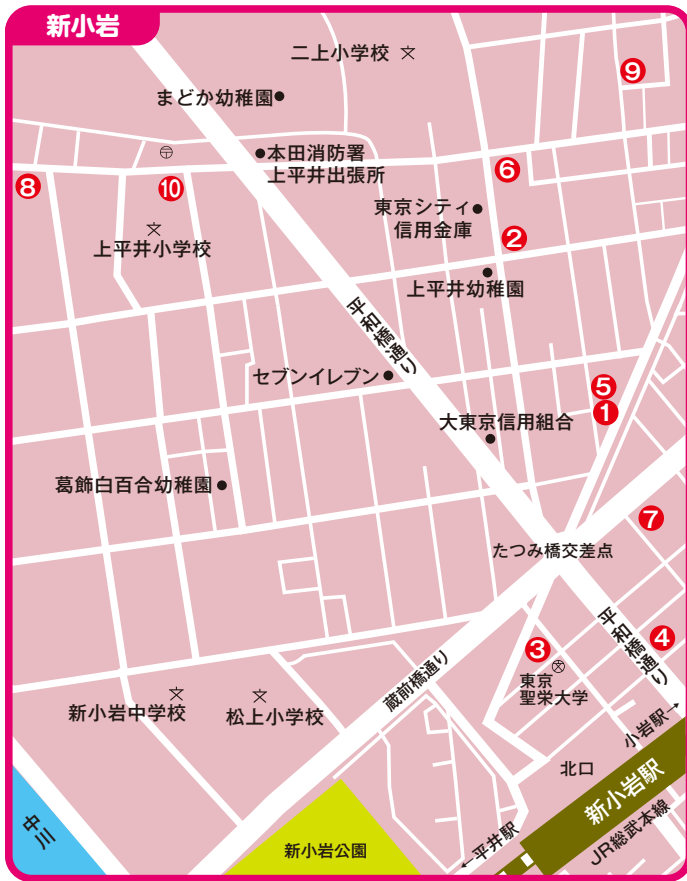 新小岩
二上小学校
まどか幼稚園
9
本田消防署
上平井出張所
8
10
6
東京シティ
信用金庫
2
上平井小学校
上平井幼稚園
平和橋通り
セブンイレブン
5
1
大東京信用組合
葛飾白百合幼稚園
7
たつみ橋交差点
平和橋通り
3
4
東京
聖栄大学
蔵前橋通り
新小岩中学校
松上小学校
小岩駅→
北口
新小岩駅
中川
新小岩公園
←平井駅
JR総武本線